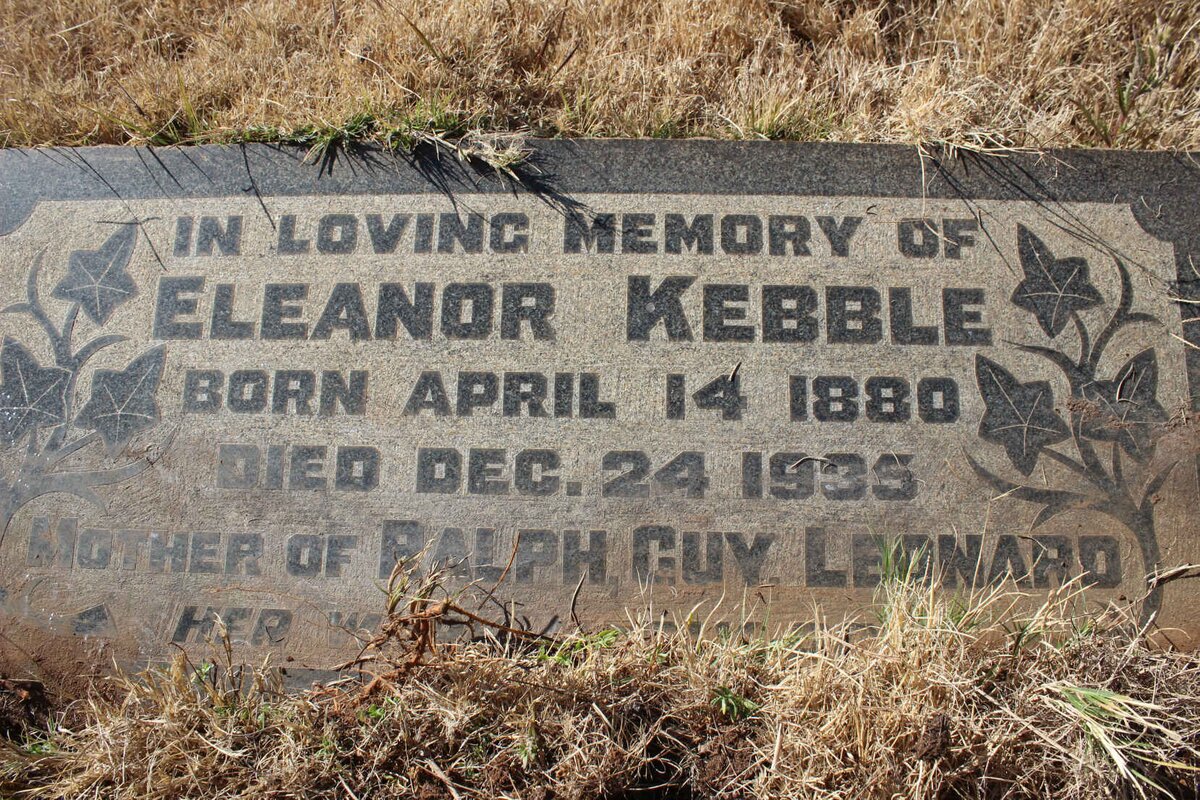 IN LOVING MEMORY OF
ELEANOR KEBBLE
BORN APRIL 14 1880
DIED DEC. 24 1935
MOTHER OF RALPH, GUY, LEONARD
HER